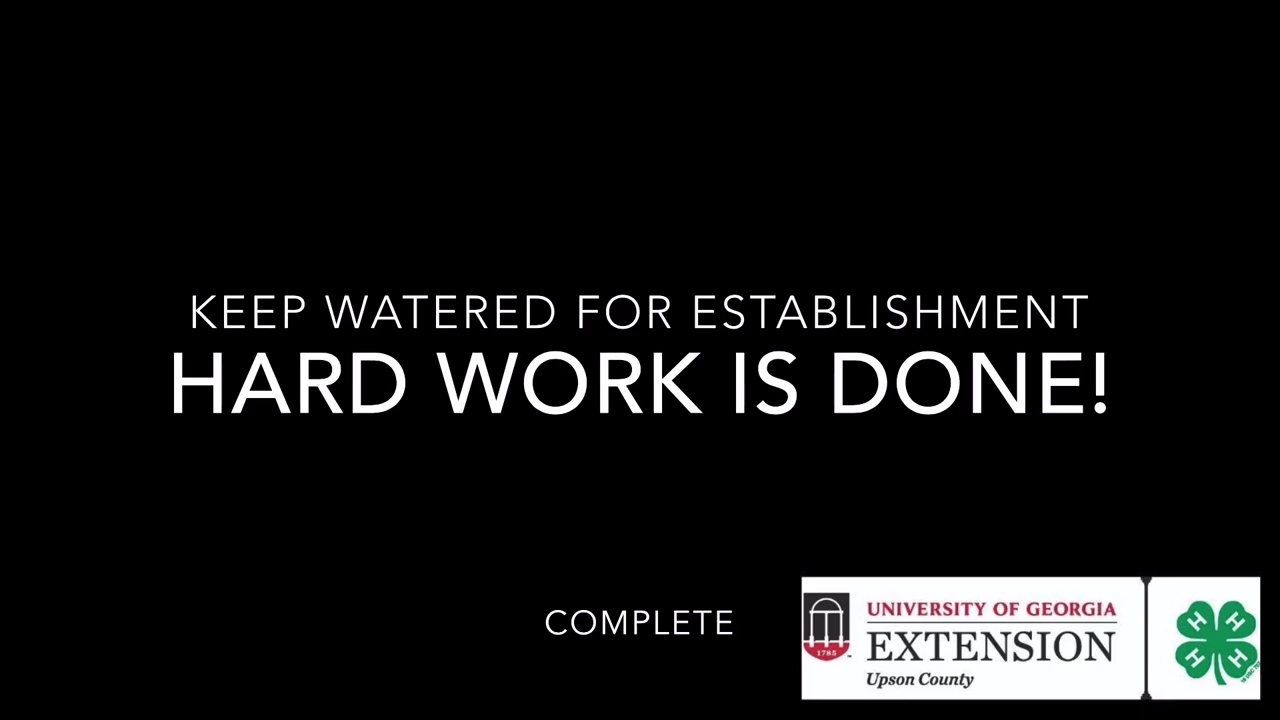 KEEP WATERED FOR ESTABLISHMENT
HARD WORK IS DONE!
COMPLETE
1785
UNIVERSITY OF GEORGIA
EXTENSION
Upson County
H H
H H